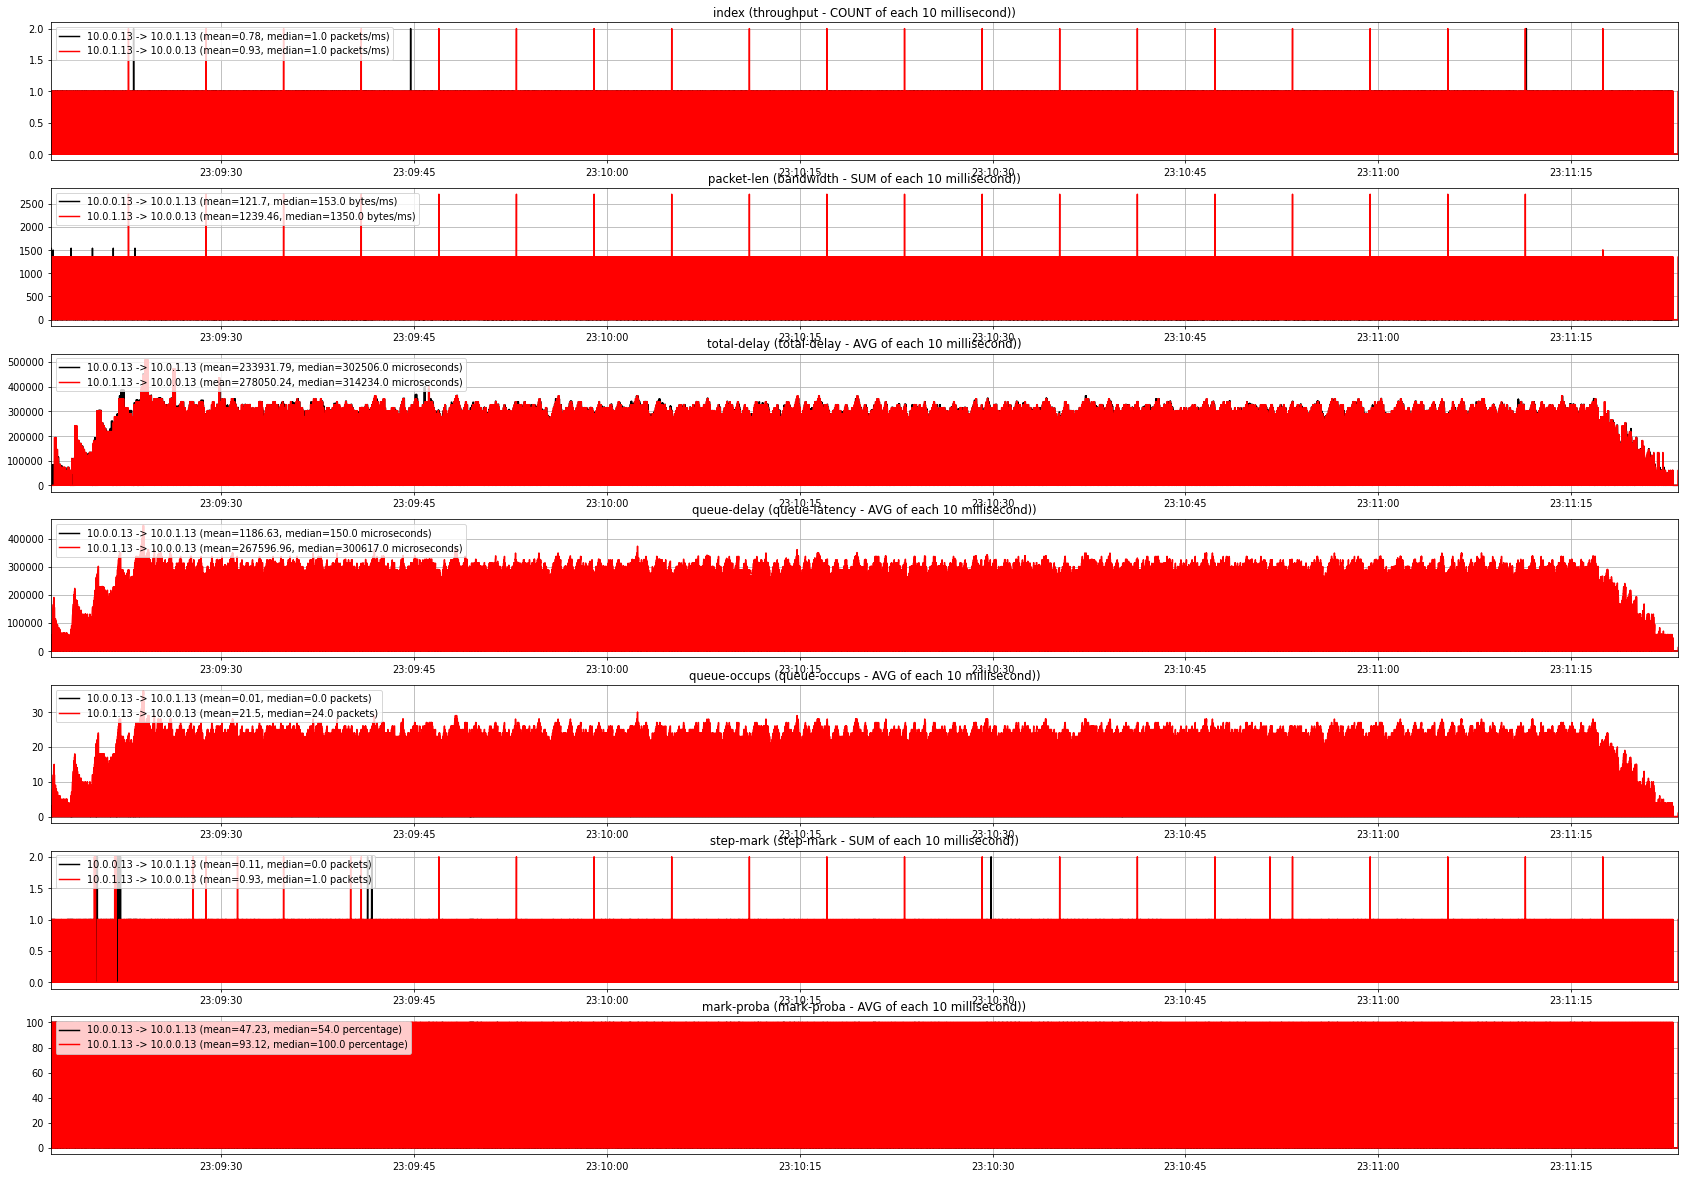 index (throughput - COUNT of each 10 millisecond))
10.0.0.13 -> 10.0.1.13 (mean=0.78, median=1.0 packets/ms)
10.0.1.13 -> 10.0.0.13 (mean=0.93, median=1.0 packets/ms)
2.0
1.5
1.0
0.5
0.0
23:09:30 23:09:45 23:10:00 23:10:15 23:10:30 23:10:45 23:11:00 23:11:15
packet-len (bandwidth - SUM of each 10 millisecond))
10.0.0.13 -> 10.0.1.13 (mean=121.7, median=153.0 bytes/ms)
10.0.1.13 -> 10.0.0.13 (mean=1239.46, median=1350.0 bytes/ms)
2500
2000
1500
1000
500
0
23:09:30 23:09:45 23:10:00 23:10:15 23:10:30 23:10:45 23:11:00 23:11:15
total-delay (total-delay - AVG of each 10 millisecond))
10.0.0.13 -> 10.0.1.13 (mean=233931.79, median=302506.0 microseconds)
10.0.1.13 -> 10.0.0.13 (mean=278050.24, median=314234.0 microseconds)
500000
400000
300000
200000
100000
0
23:09:30 23:09:45 23:10:00 23:10:15 23:10:30 23:10:45 23:11:00 23:11:15
queue-delay (queue-latency - AVG of each 10 millisecond))
10.0.0.13 -> 10.0.1.13 (mean=1186.63, median=150.0 microseconds)
10.0.1.13 -> 10.0.0.13 (mean=267596.96, median=300617.0 microseconds)
400000
300000
200000
100000
0
23:09:30 23:09:45 23:10:00 23:10:15 23:10:30 23:10:45 23:11:00 23:11:15
queue-occups (queue-occups - AVG of each 10 millisecond))
10.0.0.13 -> 10.0.1.13 (mean=0.01, median=0.0 packets)
10.0.1.13 -> 10.0.0.13 (mean=21.5, median=24.0 packets)
30
20
10
0
23:09:30 23:09:45 23:10:00 23:10:15 23:10:30 23:10:45 23:11:00 23:11:15
step-mark (step-mark - SUM of each 10 millisecond))
10.0.0.13 -> 10.0.1.13 (mean=0.11, median=0.0 packets)
10.0.1.13 -> 10.0.0.13 (mean=0.93, median=1.0 packets)
2.0
1.5
1.0
0.5
0.0
23:09:30 23:09:45 23:10:00 23:10:15 23:10:30 23:10:45 23:11:00 23:11:15
mark-proba (mark-proba - AVG of each 10 millisecond))
10.0.0.13 -> 10.0.1.13 (mean=47.23, median=54.0 percentage)
10.0.1.13 -> 10.0.0.13 (mean=93.12, median=100.0 percentage)
100
80
60
40
20
0
23:09:30 23:09:45 23:10:00 23:10:15 23:10:30 23:10:45 23:11:00 23:11:15